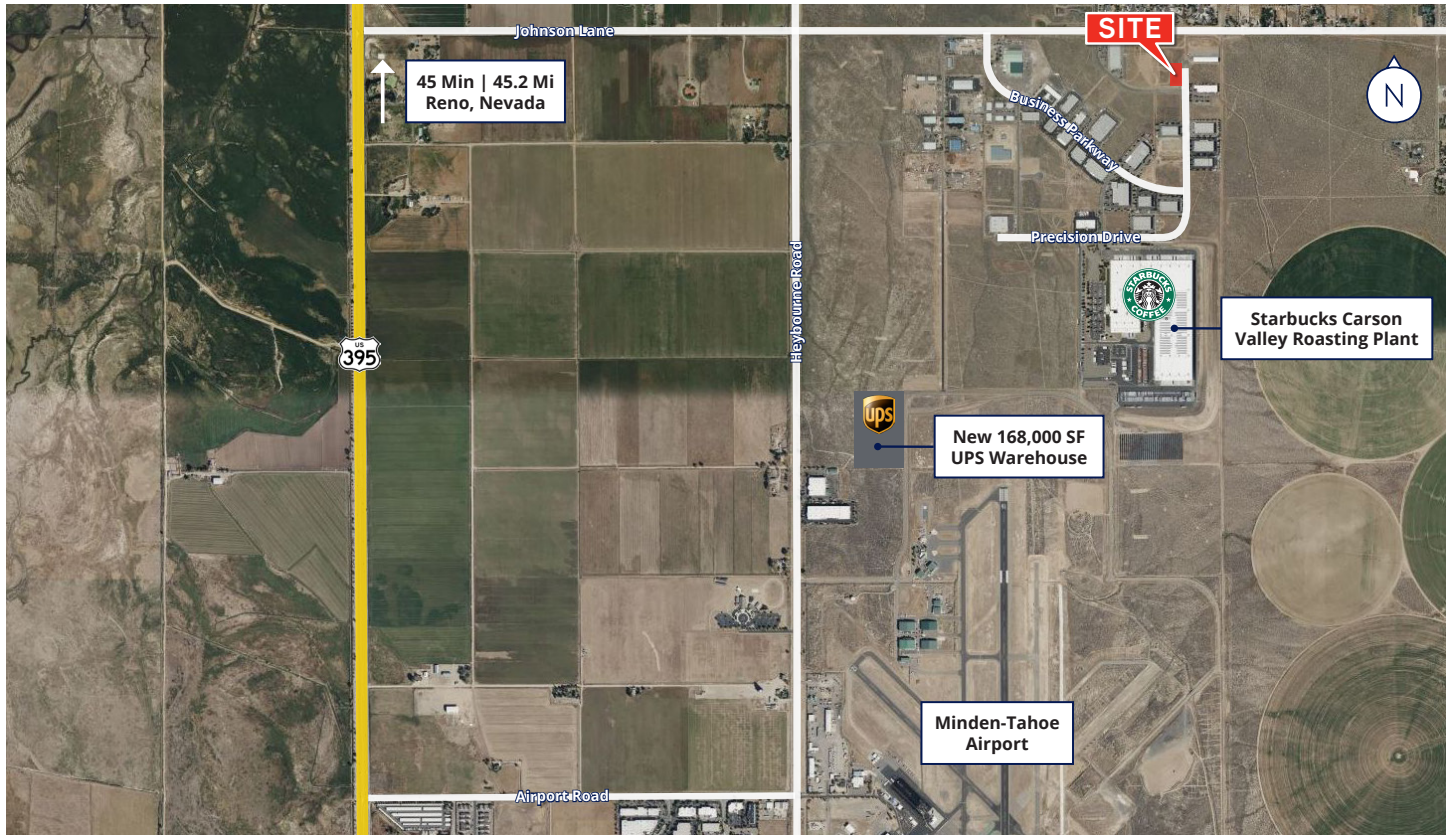 Johnson Lane
SITE
45 Min | 45.2 Mi
Reno, Nevada
N
Business Parkway
Precision Drive
Heybourne Road
STARBUCKS
COFFEE
Starbucks Carson
Valley Roasting Plant
US
395
ups
New 168,000 SF
UPS Warehouse
Minden-Tahoe
Airport
Airport Road